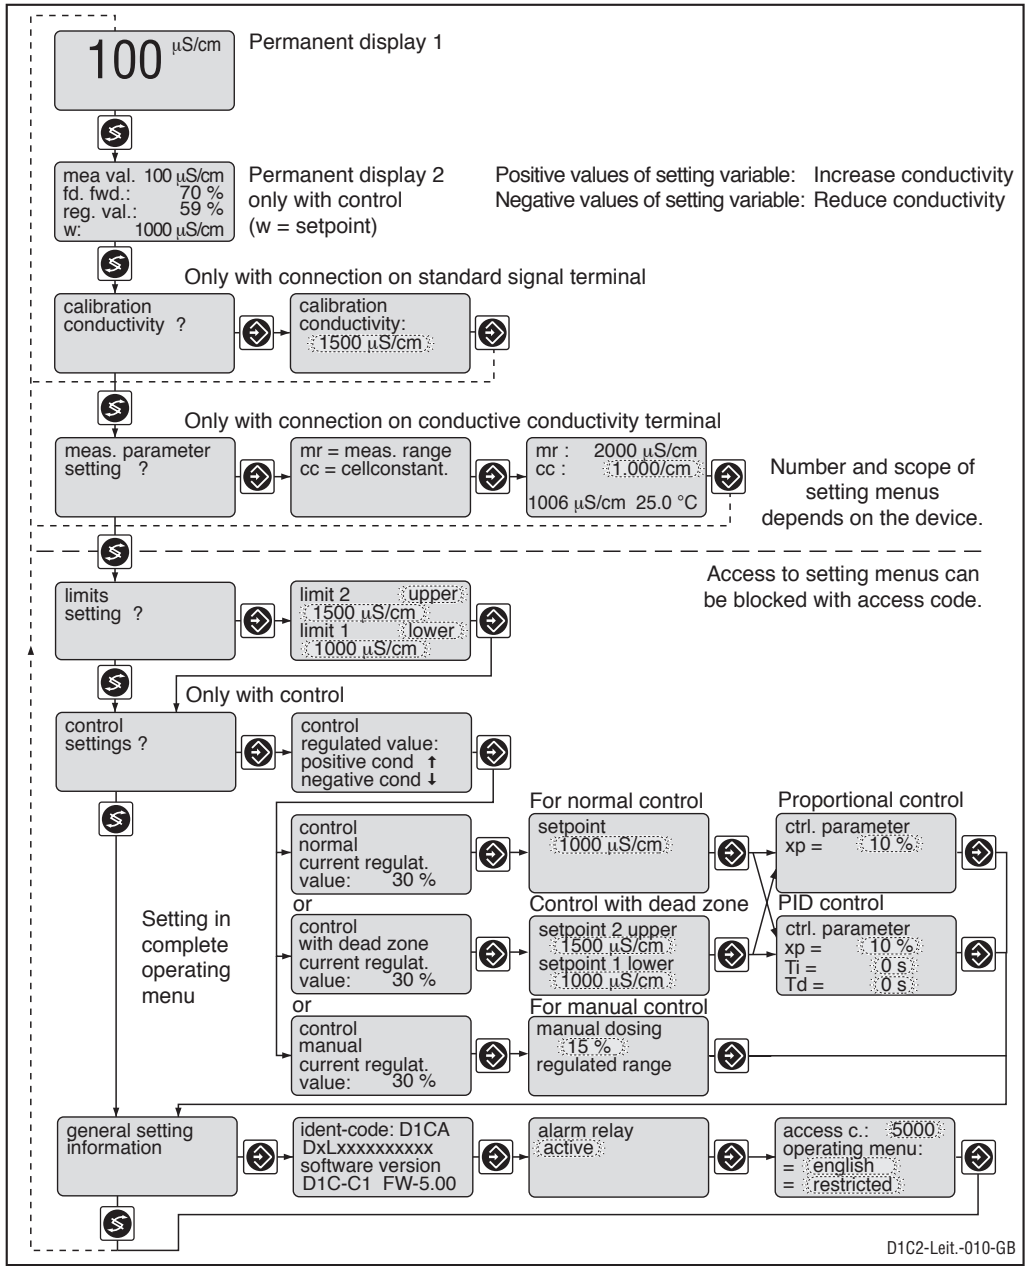 100 µS/cm
Permanent display 1
mea val. 100 µS/cm
fd. fwd.: 70 %
reg. val.: 59 %
w: 1000 µS/cm
Permanent display 2
only with control
(w = setpoint)
Positive values of setting variable: Increase conductivity
Negative values of setting variable: Reduce conductivity
Only with connection on standard signal terminal
calibration
conductivity ?
calibration
conductivity:
1500 µS/cm
Only with connection on conductive conductivity terminal
meas. parameter
setting ?
mr = meas. range
cc = cellconstant.
mr : 2000 µS/cm
cc : 1.000/cm
1006 µS/cm 25.0 °C
Number and scope of
setting menus
depends on the device.
Access to setting menus can
be blocked with access code.
limits
setting ?
limit 2 upper
1500 µS/cm
limit 1 lower
1000 µS/cm
Only with control
control
settings ?
control
regulated value:
positive cond ↑
negative cond ↓
For normal control
Proportional control
control
normal
current regulat.
value: 30 %
setpoint
1000 µS/cm
ctrl. parameter
xp = 10 %
or
Control with dead zone
PID control
Setting in
complete
operating
menu
control
with dead zone
current regulat.
value: 30 %
setpoint 2 upper
1500 µS/cm
setpoint 1 lower
1000 µS/cm
ctrl. parameter
xp = 10 %
Ti = 0 s
Td = 0 s
or
For manual control
control
manual
current regulat.
value: 30 %
manual dosing
15 %
regulated range
general setting
information
ident-code: D1CA
DxLxxxxxxxxxx
software version
D1C-C1 FW-5.00
alarm relay
active
access c.: 5000
operating menu:
= english
= restricted
D1C2-Leit.-010-GB